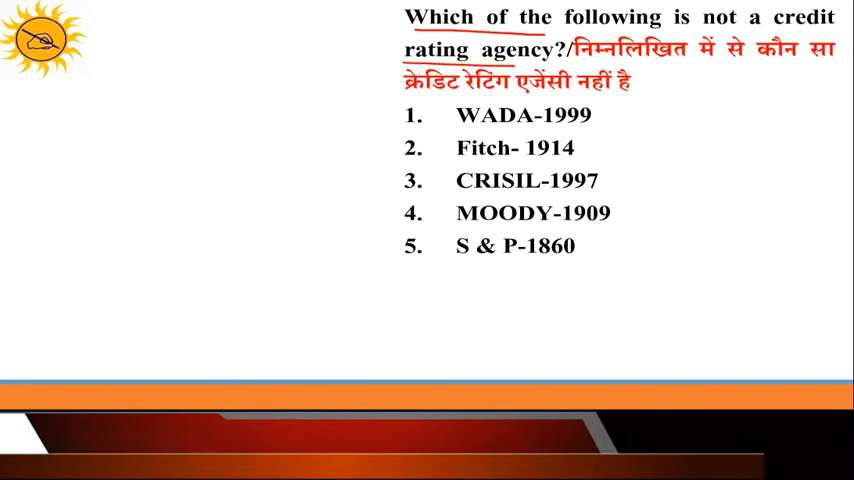 Which of the following is not a credit
rating agency?/निम्नलिखित में से कौन सा
क्रेडिट रेटिंग एजेंसी नहीं है
1. WADA-1999
2. Fitch- 1914
3. CRISIL-1997
4. MOODY-1909
5. S & P-1860